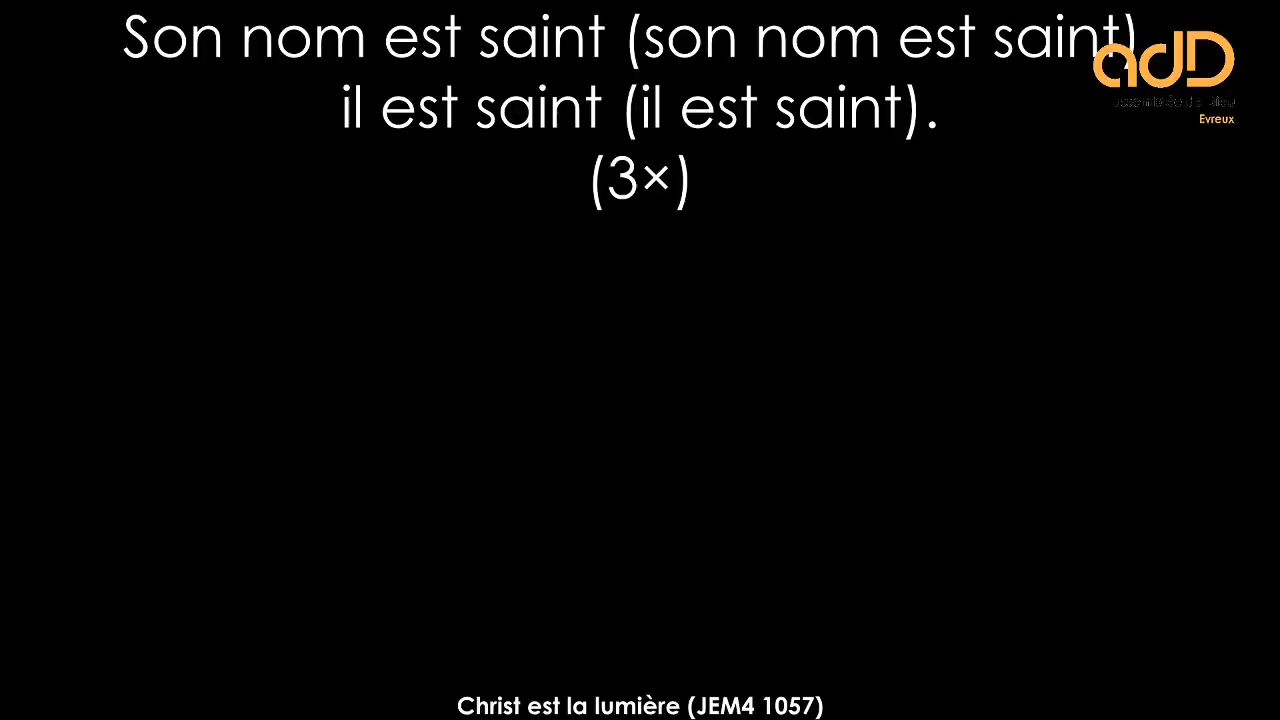 Son nom est saint (son nom est saint)
il est saint (il est saint).
(3×)
adD
Evreux
Christ est la lumière (JEM4 1057)